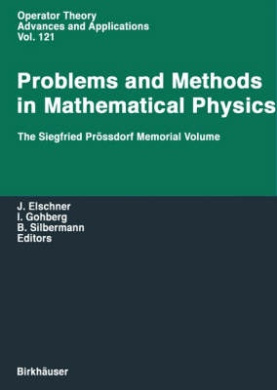 Operator Theory
Advances and Applications
Vol. 121
Problems and Methods
in Mathematical Physics
The Siegfried Prössdorf Memorial Volume
J. Elschner
I. Gohberg
B. Silbermann
Editors
Birkhäuser